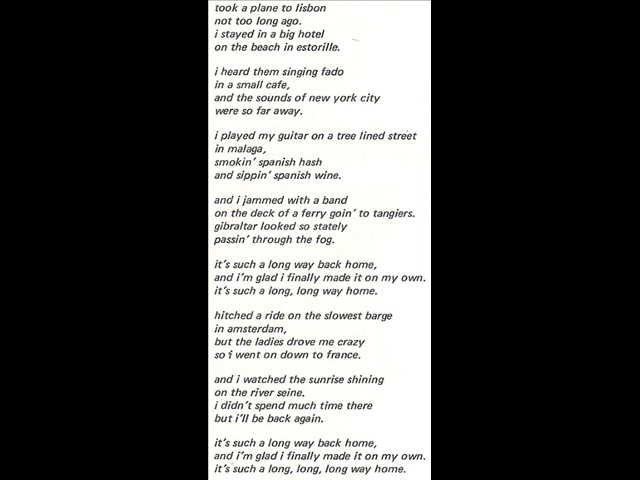 took a plane to lisbon
not too long ago.
i stayed in a big hotel
on the beach in estorille.
i heard them singing fado
in a small cafe,
and the sounds of new york city
were so far away.
i played my guitar on a tree lined street
in malaga,
smokin' spanish hash
and sippin' spanish wine.
and i jammed with a band
on the deck of a ferry goin' to tangiers.
gibraltar looked so stately
passin' through the fog.
it's such a long way back home,
and i'm glad i finally made it on my own.
it's such a long, long way home.
hitched a ride on the slowest barge
in amsterdam,
but the ladies drove me crazy
so i went on down to france.
and i watched the sunrise shining
on the river seine.
i didn't spend much time there
but i'll be back again.
it's such a long way back home,
and i'm glad i finally made it on my own.
it's such a long, long, long way home.